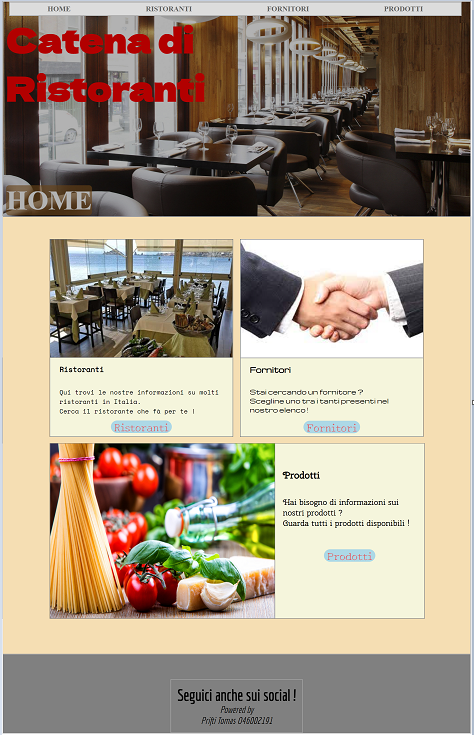 HOME RISTORANTI FORNITORI PRODOTTI
Catena di
Ristoranti
HOME
Ristoranti
Qui trovi le nostre informazioni su molti
ristoranti in Italia.
Cerca il ristorante che fà per te !
Ristoranti
Fornitori
Stai cercando un fornitore ?
Scegline uno tra i tanti presenti nel
nostro elenco !
Fornitori
Prodotti
Hai bisogno di informazioni sui
nostri prodotti ?
Guarda tutti i prodotti disponibili !
Prodotti
Seguici anche sui social !
Powered by
Prifti Tomas O46002191